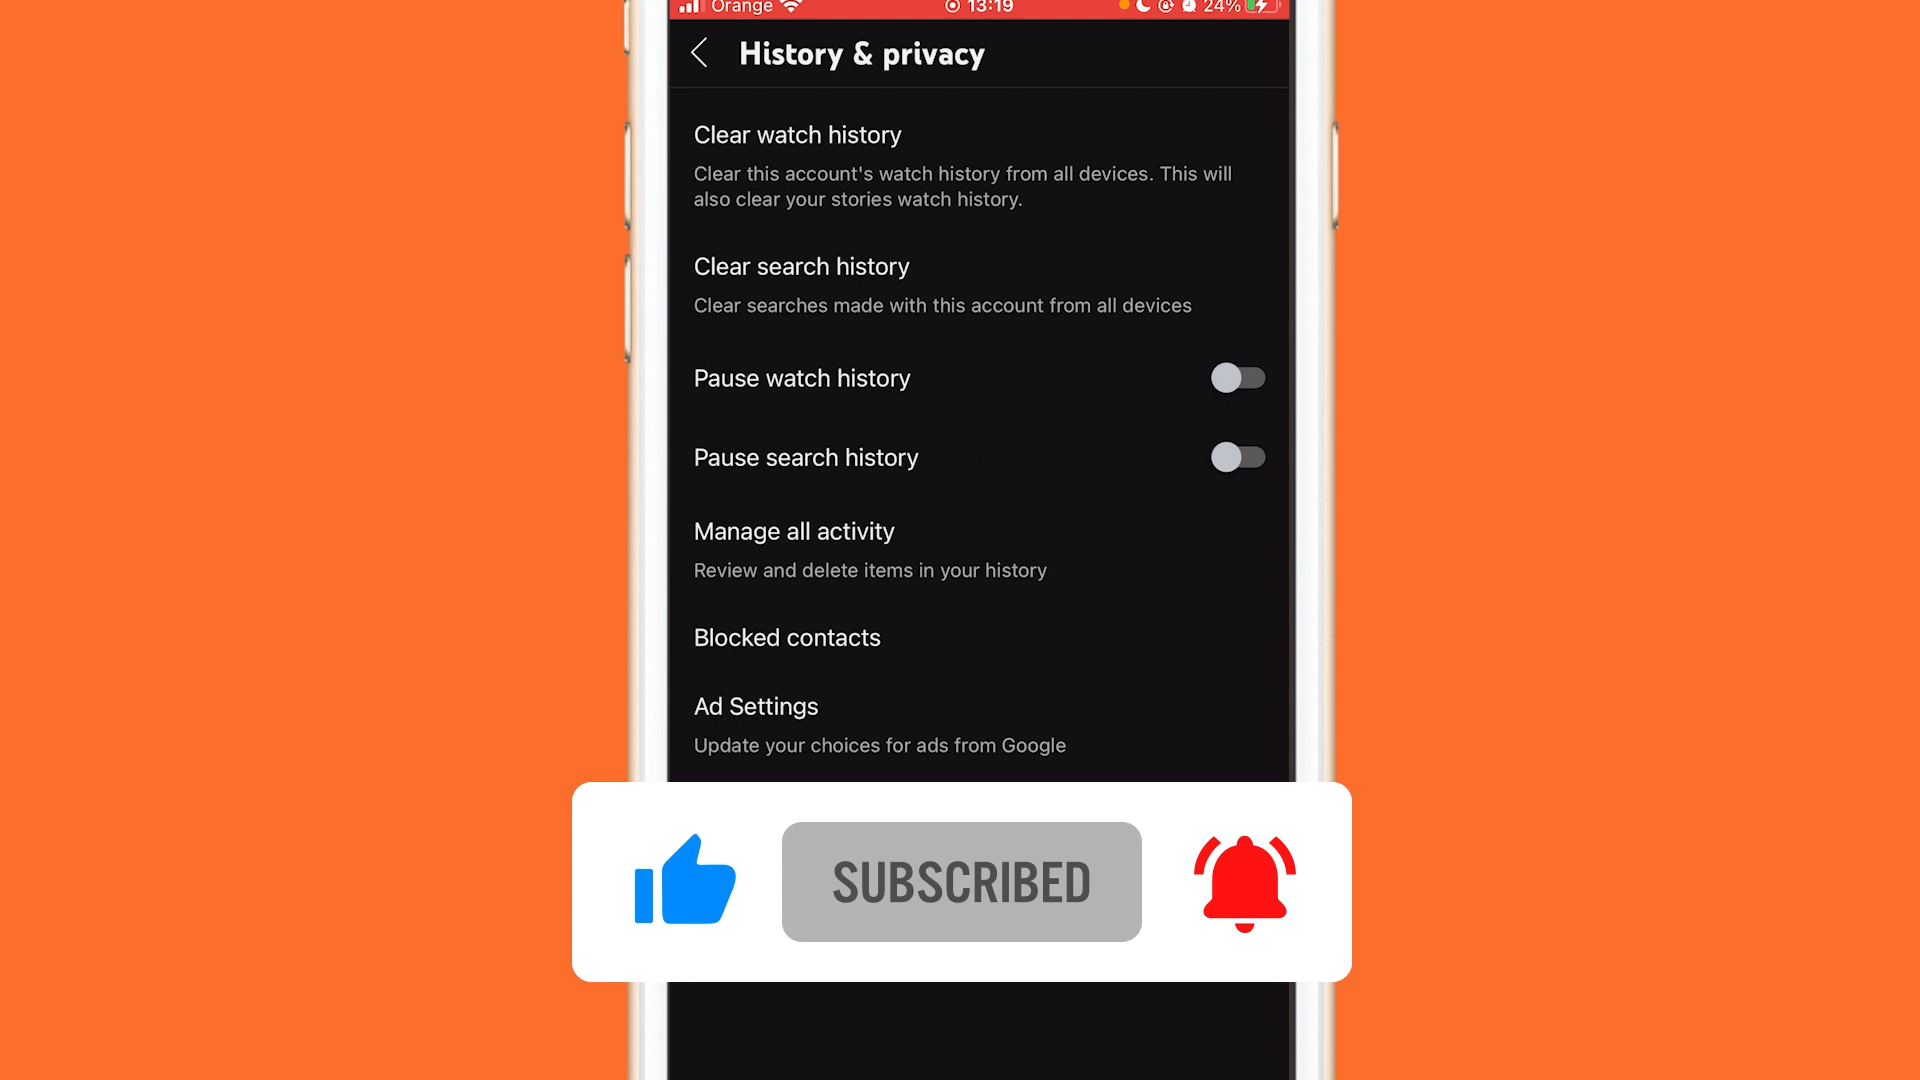 Orange 13:19 24%
History & privacy
Clear watch history
Clear this account's watch history from all devices. This will
also clear your stories watch history.
Clear search history
Clear searches made with this account from all devices
Pause watch history
Pause search history
Manage all activity
Review and delete items in your history
Blocked contacts
Ad Settings
Update your choices for ads from Google
SUBSCRIBED